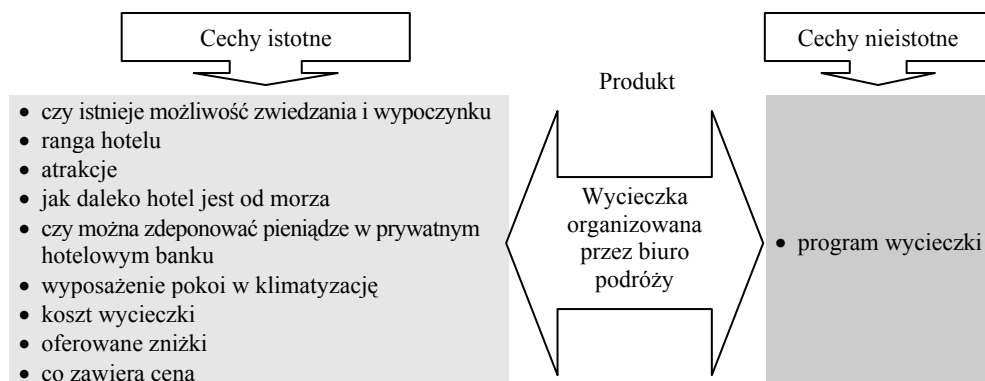 Cechy istotne
• czy istnieje możliwość zwiedzania i wypoczynku
• ranga hotelu
• atrakcje
• jak daleko hotel jest od morza
• czy można zdeponować pieniądze w prywatnym
hotelowym banku
• wyposażenie pokoi w klimatyzację
• koszt wycieczki
• oferowane zniżki
• co zawiera cena
Produkt
Wycieczka
organizowana
przez biuro
podróży
Cechy nieistotne
• program wycieczki